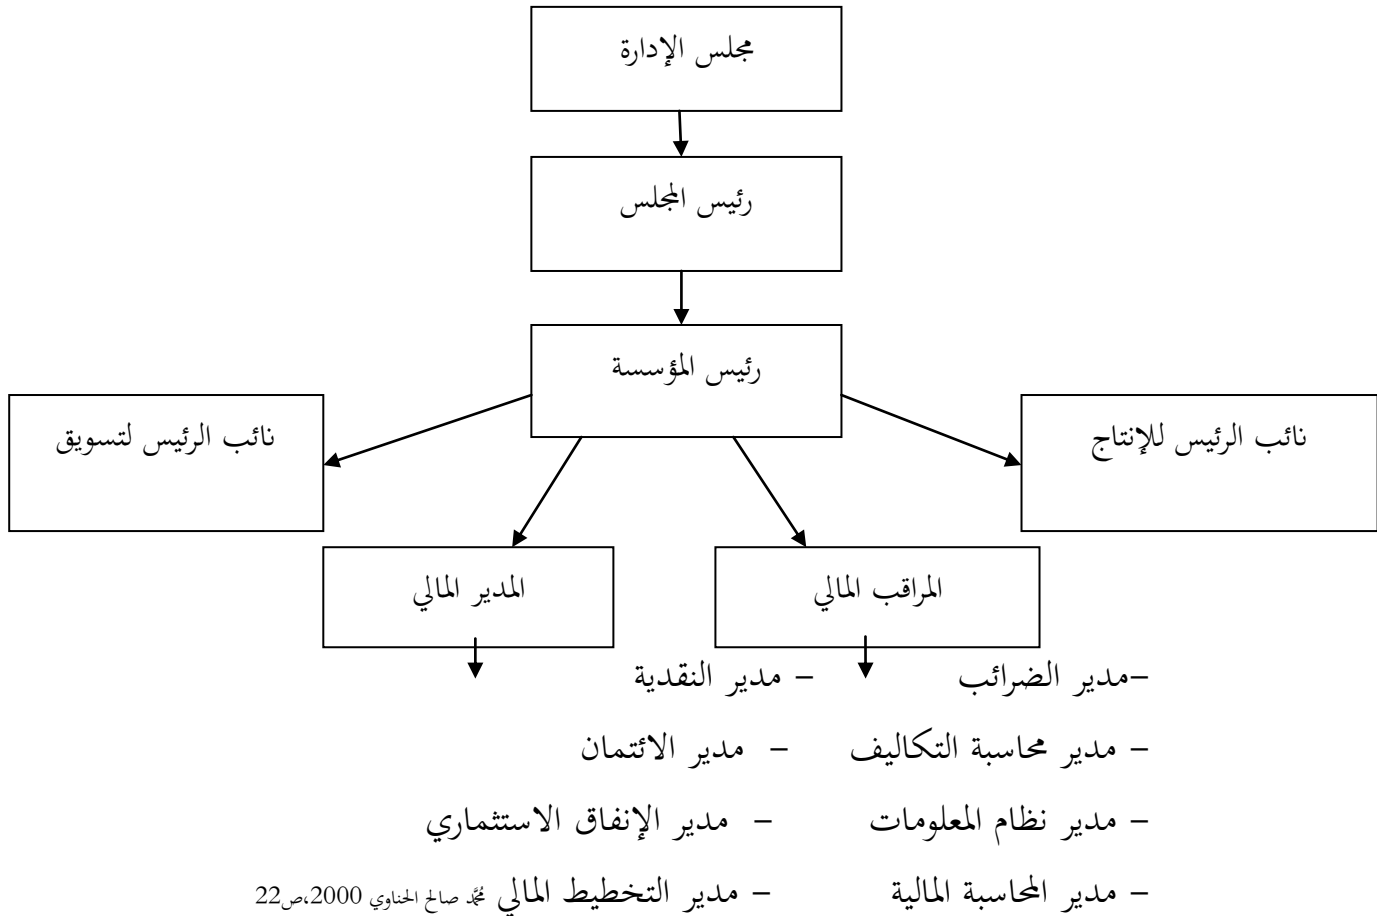 مجلس الإدارة
رئيس المجلس
رئيس المؤسسة
نائب الرئيس للإنتاج
نائب الرئيس لتسويق
المراقب المالي
المدير المالي
–مدير الضرائب – مدير النقدية
– مدير محاسبة التكاليف – مدير الائتمان
– مدير نظام المعلومات – مدير الإنفاق الاستثماري
– مدير المحاسبة المالية – مدير التخطيط المالي محمد صالح الحناوي 2000،ص22